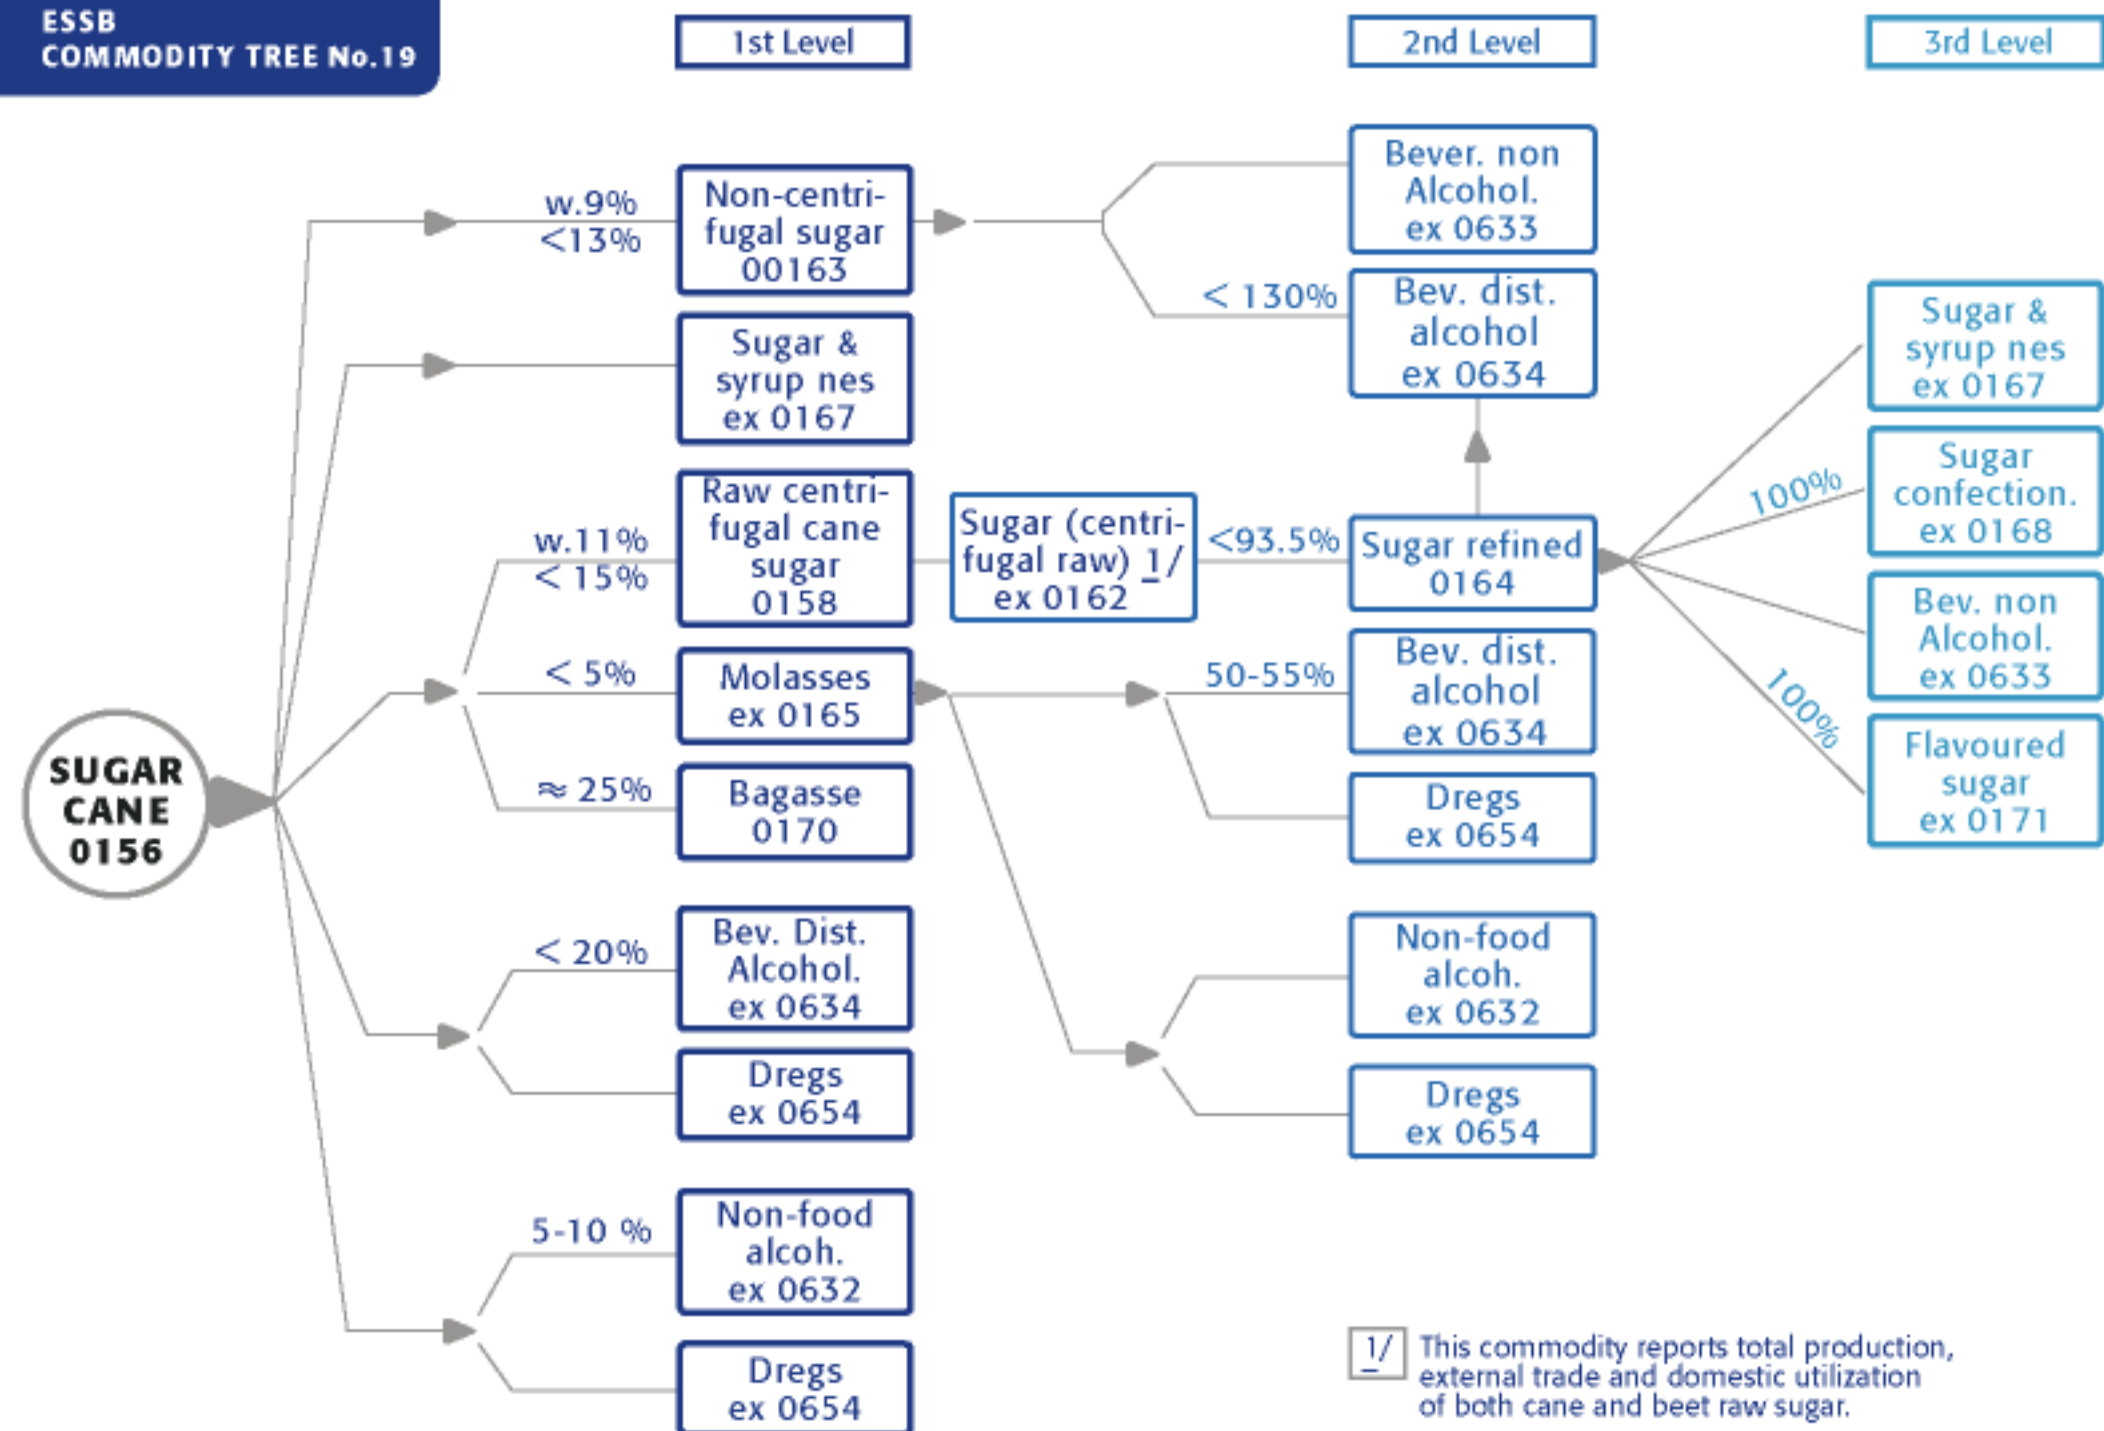 ESSB
COMMODITY TREE No.19
1st Level
2nd Level
3rd Level
SUGAR
CANE
0156
w.9%
<13%
Non-centri-
fugal sugar
00163
Sugar &
syrup nes
ex 0167
w.11%
< 15%
Raw centri-
fugal cane
sugar
0158
< 5%
Molasses
ex 0165
≈ 25%
Bagasse
0170
< 20%
Bev. Dist.
Alcohol.
ex 0634
Dregs
ex 0654
5-10 %
Non-food
alcoh.
ex 0632
Dregs
ex 0654
Sugar (centri-
fugal raw) 1/
ex 0162
Bever. non
Alcohol.
ex 0633
< 130%
Bev. dist.
alcohol
ex 0634
<93.5%
Sugar refined
0164
50-55%
Bev. dist.
alcohol
ex 0634
Dregs
ex 0654
Non-food
alcoh.
ex 0632
Dregs
ex 0654
Sugar &
syrup nes
ex 0167
100%
Sugar
confection.
ex 0168
Bev. non
Alcohol.
ex 0633
100%
Flavoured
sugar
ex 0171
1/ This commodity reports total production,
external trade and domestic utilization
of both cane and beet raw sugar.